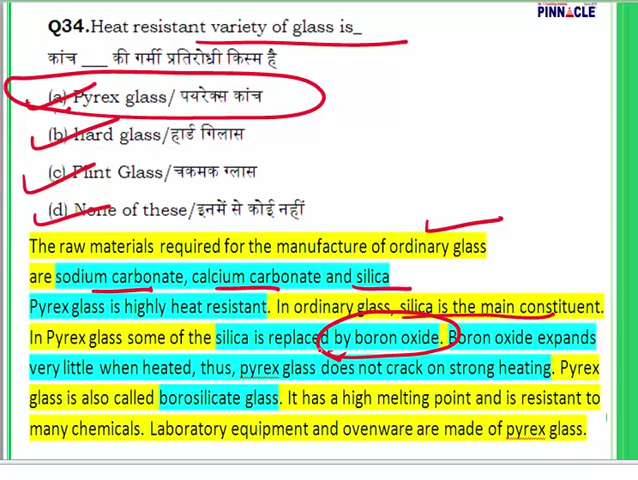 PINNACLE
Q34.Heat resistant variety of glass is_
कांच ___ की गर्मी प्रतिरोधी किस्म है
(a) Pyrex glass/ पयरेक्स कांच
(b) hard glass/हार्ड गिलास
(c) Flint Glass/चकमक ग्लास
(d) None of these/इनमें से कोई नहीं
The raw materials required for the manufacture of ordinary glass
are sodium carbonate, calcium carbonate and silica
Pyrex glass is highly heat resistant. In ordinary glass, silica is the main constituent.
In Pyrex glass some of the silica is replaced by boron oxide. Boron oxide expands
very little when heated, thus, pyrex glass does not crack on strong heating. Pyrex
glass is also called borosilicate glass. It has a high melting point and is resistant to
many chemicals. Laboratory equipment and ovenware are made of pyrex glass.